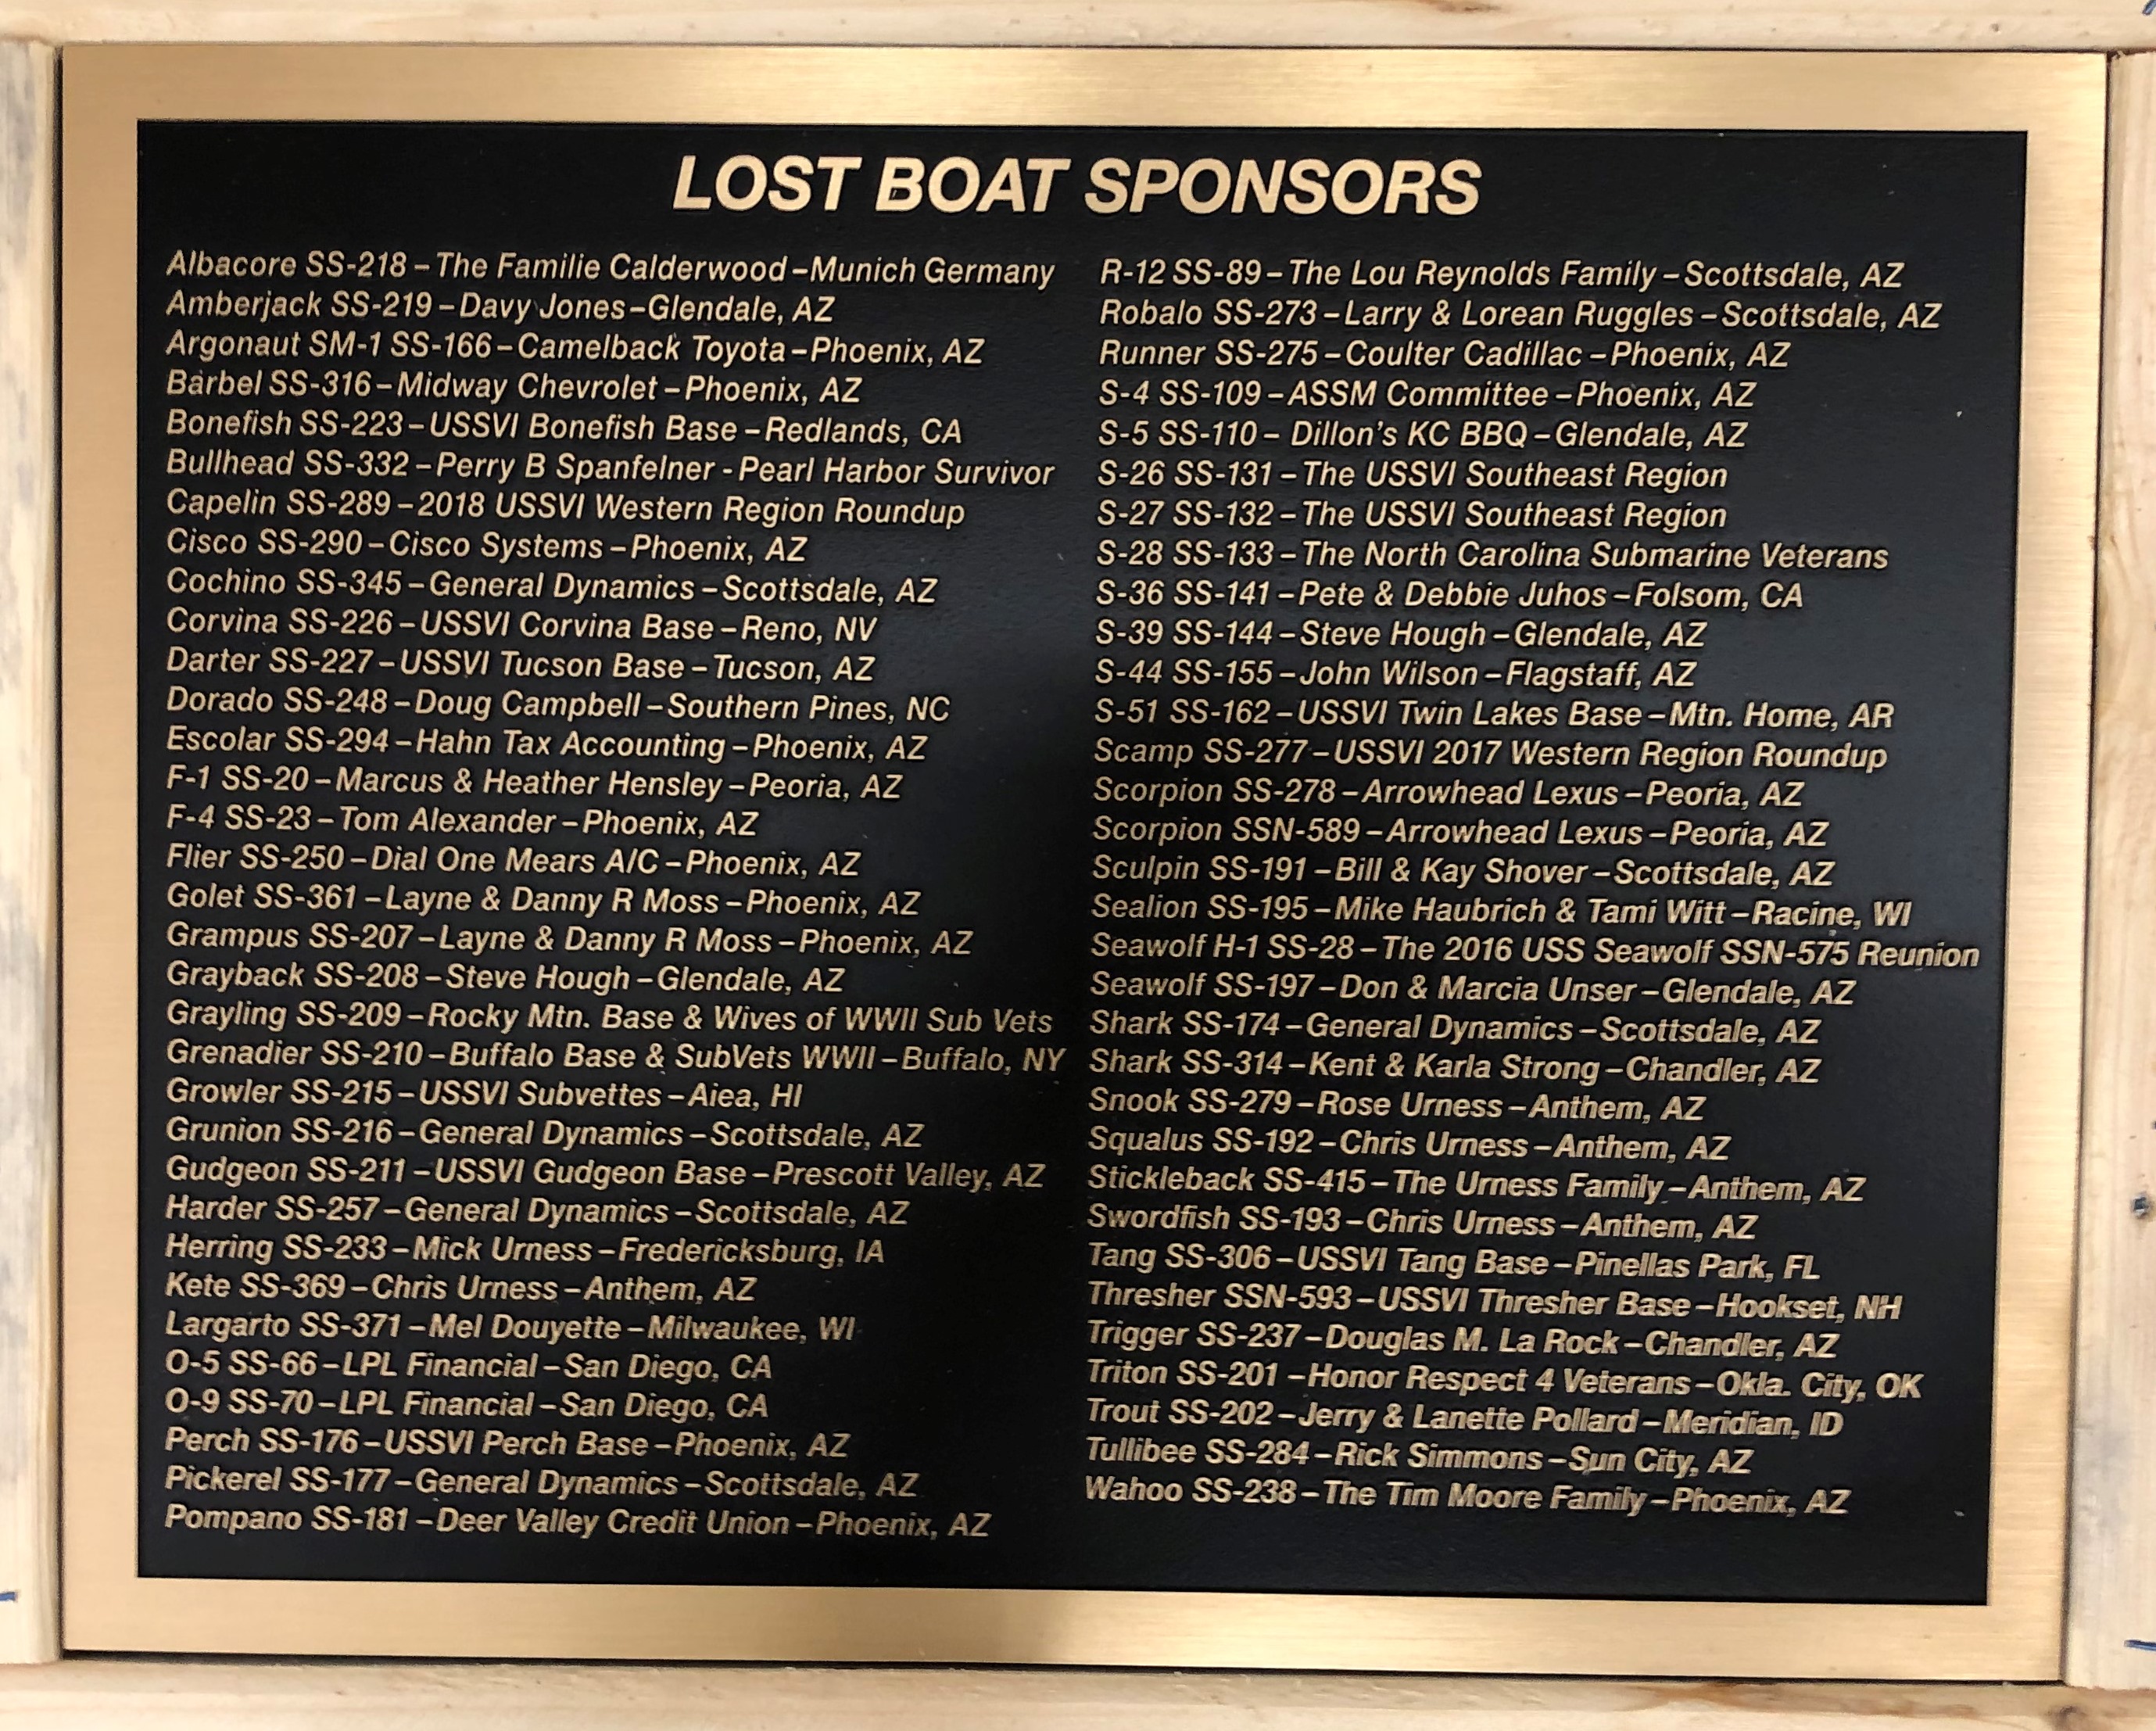 LOST BOAT SPONSORS
Albacore SS-218 – The Familie Calderwood – Munich Germany
Amberjack SS-219 – Davy Jones – Glendale, AZ
Argonaut SM-1 SS-166 – Camelback Toyota – Phoenix, AZ
Barbel SS-316 – Midway Chevrolet – Phoenix, AZ
Bonefish SS-223 – USSVI Bonefish Base – Redlands, CA
Bullhead SS-332 – Perry B Spanfelner - Pearl Harbor Survivor
Capelin SS-289 – 2018 USSVI Western Region Roundup
Cisco SS-290 – Cisco Systems – Phoenix, AZ
Cochino SS-345 – General Dynamics – Scottsdale, AZ
Corvina SS-226 – USSVI Corvina Base – Reno, NV
Darter SS-227 – USSVI Tucson Base – Tucson, AZ
Dorado SS-248 – Doug Campbell – Southern Pines, NC
Escolar SS-294 – Hahn Tax Accounting – Phoenix, AZ
F-1 SS-20 – Marcus & Heather Hensley – Peoria, AZ
F-4 SS-23 – Tom Alexander – Phoenix, AZ
Flier SS-250 – Dial One Mears A/C – Phoenix, AZ
Golet SS-361 – Layne & Danny R Moss – Phoenix, AZ
Grampus SS-207 – Layne & Danny R Moss – Phoenix, AZ
Grayback SS-208 – Steve Hough – Glendale, AZ
Grayling SS-209 – Rocky Mtn. Base & Wives of WWII Sub Vets
Grenadier SS-210 – Buffalo Base & SubVets WWII – Buffalo, NY
Growler SS-215 – USSVI Subvettes – Aiea, HI
Grunion SS-216 – General Dynamics – Scottsdale, AZ
Gudgeon SS-211 – USSVI Gudgeon Base – Prescott Valley, AZ
Harder SS-257 – General Dynamics – Scottsdale, AZ
Herring SS-233 – Mick Urness – Fredericksburg, IA
Kete SS-369 – Chris Urness – Anthem, AZ
Largarto SS-371 – Mel Douyette – Milwaukee, WI
O-5 SS-66 – LPL Financial – San Diego, CA
O-9 SS-70 – LPL Financial – San Diego, CA
Perch SS-176 – USSVI Perch Base – Phoenix, AZ
Pickerel SS-177 – General Dynamics – Scottsdale, AZ
Pompano SS-181 – Deer Valley Credit Union – Phoenix, AZ
R-12 SS-89 – The Lou Reynolds Family – Scottsdale, AZ
Robalo SS-273 – Larry & Lorean Ruggles – Scottsdale, AZ
Runner SS-275 – Coulter Cadillac – Phoenix, AZ
S-4 SS-109 – ASSM Committee – Phoenix, AZ
S-5 SS-110 – Dillon's KC BBQ – Glendale, AZ
S-26 SS-131 – The USSVI Southeast Region
S-27 SS-132 – The USSVI Southeast Region
S-28 SS-133 – The North Carolina Submarine Veterans
S-36 SS-141 – Pete & Debbie Juhos – Folsom, CA
S-39 SS-144 – Steve Hough – Glendale, AZ
S-44 SS-155 – John Wilson – Flagstaff, AZ
S-51 SS-162 – USSVI Twin Lakes Base – Mtn. Home, AR
Scamp SS-277 – USSVI 2017 Western Region Roundup
Scorpion SS-278 – Arrowhead Lexus – Peoria, AZ
Scorpion SSN-589 – Arrowhead Lexus – Peoria, AZ
Sculpin SS-191 – Bill & Kay Shover – Scottsdale, AZ
Sealion SS-195 – Mike Haubrich & Tami Witt – Racine, WI
Seawolf H-1 SS-28 – The 2016 USS Seawolf SSN-575 Reunion
Seawolf SS-197 – Don & Marcia Unser – Glendale, AZ
Shark SS-174 – General Dynamics – Scottsdale, AZ
Shark SS-314 – Kent & Karla Strong – Chandler, AZ
Snook SS-279 – Rose Urness – Anthem, AZ
Squalus SS-192 – Chris Urness – Anthem, AZ
Stickleback SS-415 – The Urness Family – Anthem, AZ
Swordfish SS-193 – Chris Urness – Anthem, AZ
Tang SS-306 – USSVI Tang Base – Pinellas Park, FL
Thresher SSN-593 – USSVI Thresher Base – Hookset, NH
Trigger SS-237 – Douglas M. La Rock – Chandler, AZ
Triton SS-201 – Honor Respect 4 Veterans – Okla. City, OK
Trout SS-202 – Jerry & Lanette Pollard – Meridian, ID
Tullibee SS-284 – Rick Simmons – Sun City, AZ
Wahoo SS-238 – The Tim Moore Family – Phoenix, AZ